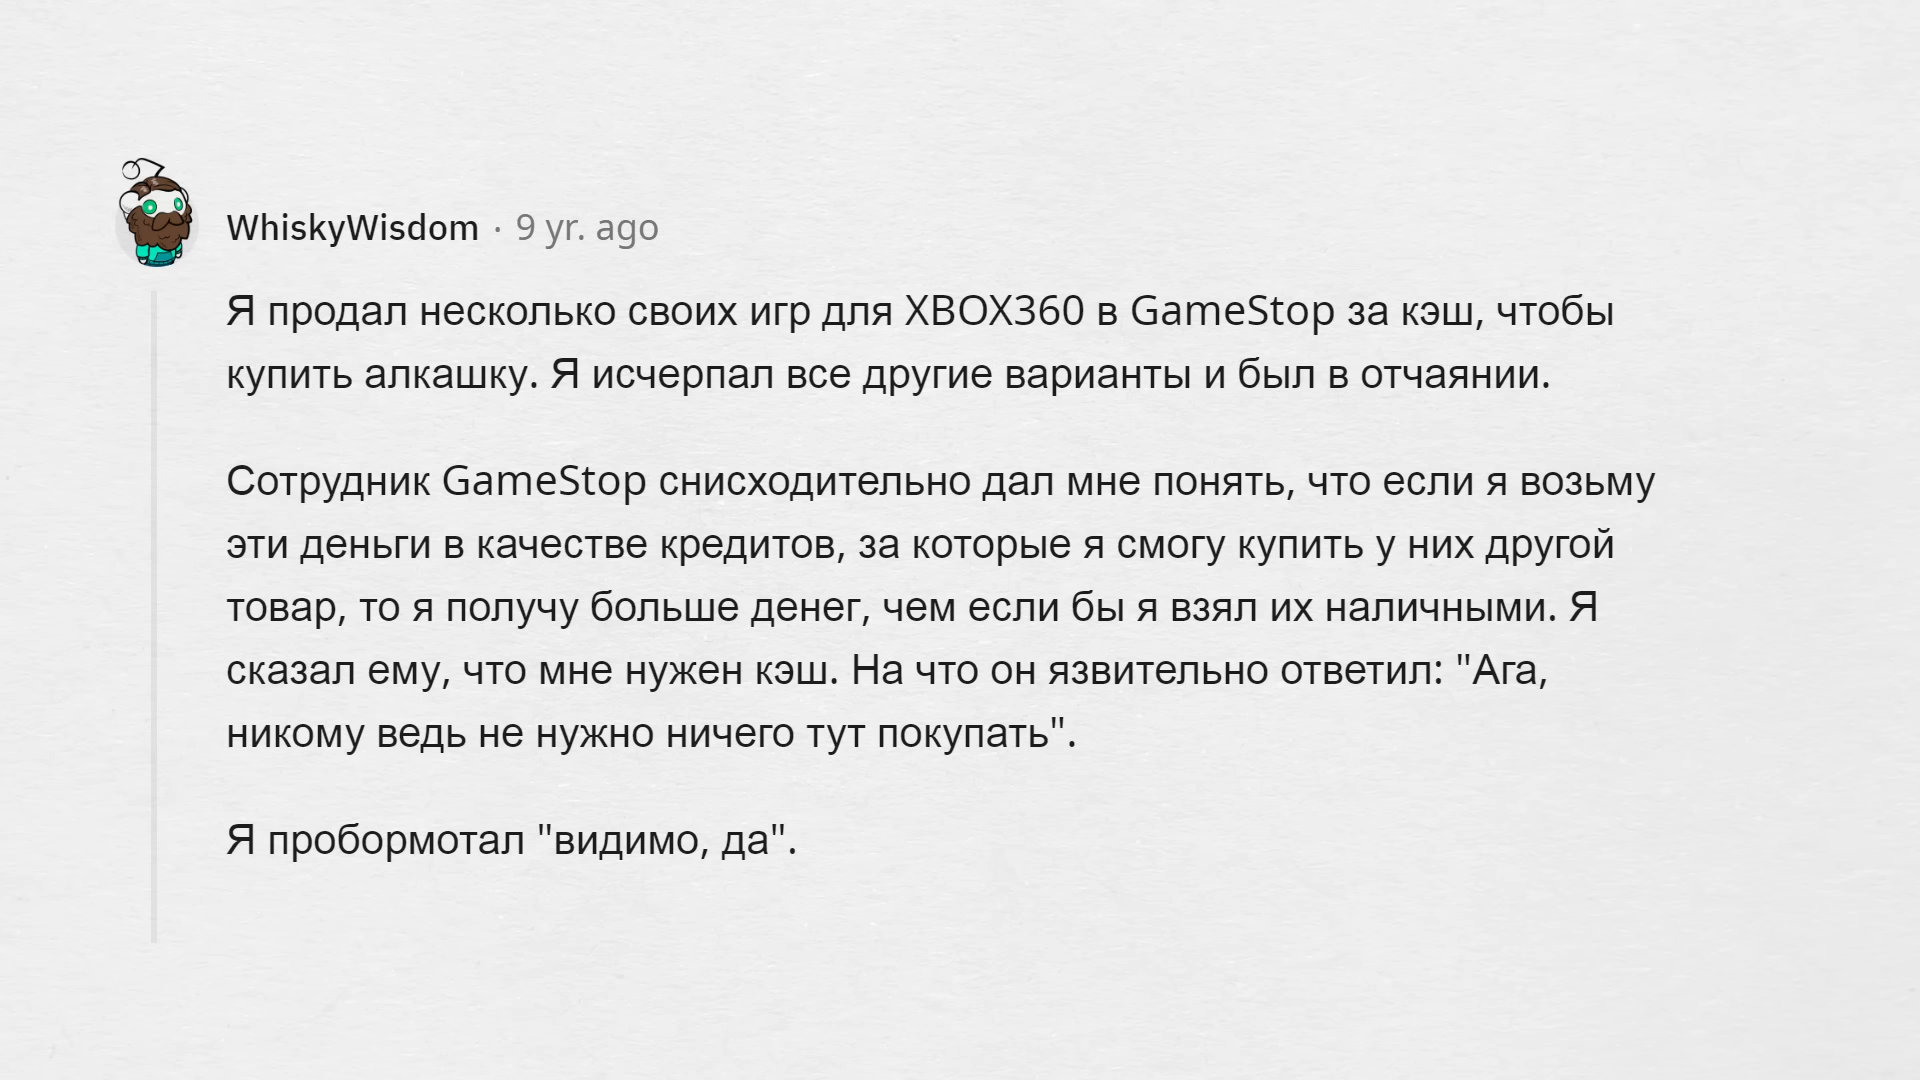 WhiskyWisdom · 9 yr. ago
Я продал несколько своих игр для XBOX360 в GameStop за кэш, чтобы
купить алкашку. Я исчерпал все другие варианты и был в отчаянии.
Сотрудник GameStop снисходительно дал мне понять, что если я возьму
эти деньги в качестве кредитов, за которые я смогу купить у них другой
товар, то я получу больше денег, чем если бы я взял их наличными. Я
сказал ему, что мне нужен кэш. На что он язвительно ответил: "Ага,
никому ведь не нужно ничего тут покупать".
Я пробормотал "видимо, да".